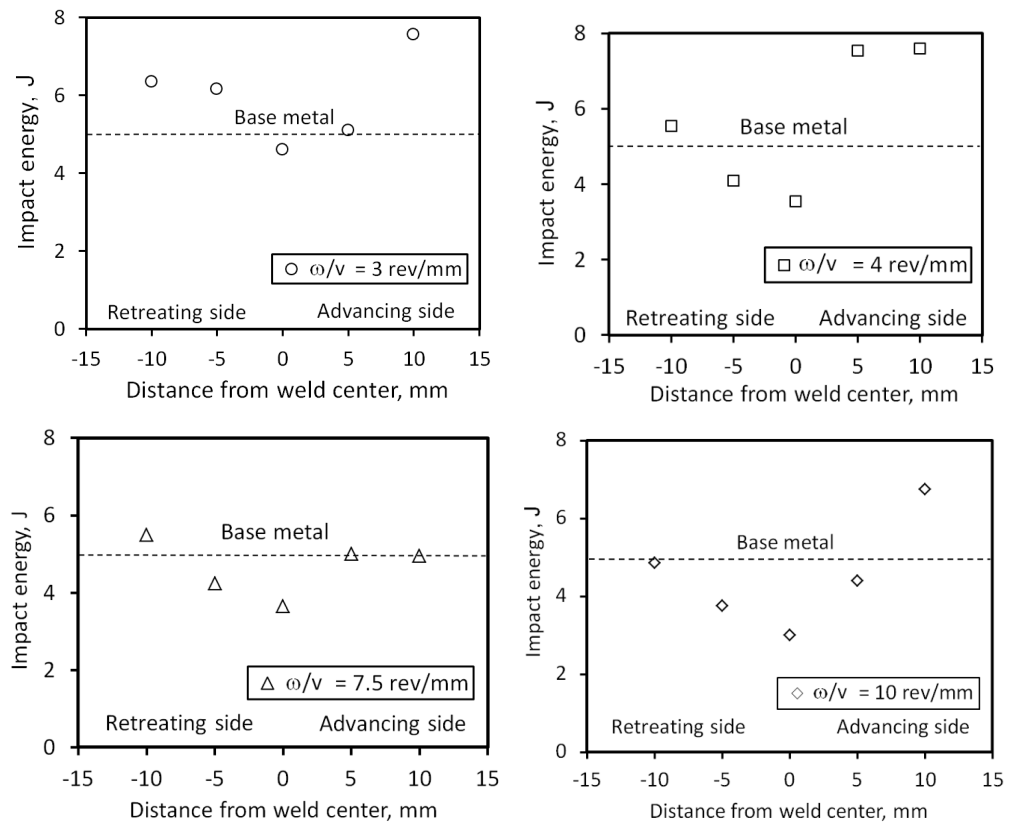 8
6
4
2
0
Impact energy, J
Base metal
ω/v = 3 rev/mm
Retreating side Advancing side
-15 -10 -5 0 5 10 15
Distance from weld center, mm
8
6
4
2
0
Impact energy, J
Base metal
ω/v = 4 rev/mm
Retreating side Advancing side
-15 -10 -5 0 5 10 15
Distance from weld center, mm
8
6
4
2
0
Impact energy, J
Base metal
ω/v = 7.5 rev/mm
Retreating side Advancing side
-15 -10 -5 0 5 10 15
Distance from weld center, mm
8
6
4
2
0
Impact energy, J
Base metal
ω/v = 10 rev/mm
Retreating side Advancing side
-15 -10 -5 0 5 10 15
Distance from weld center, mm